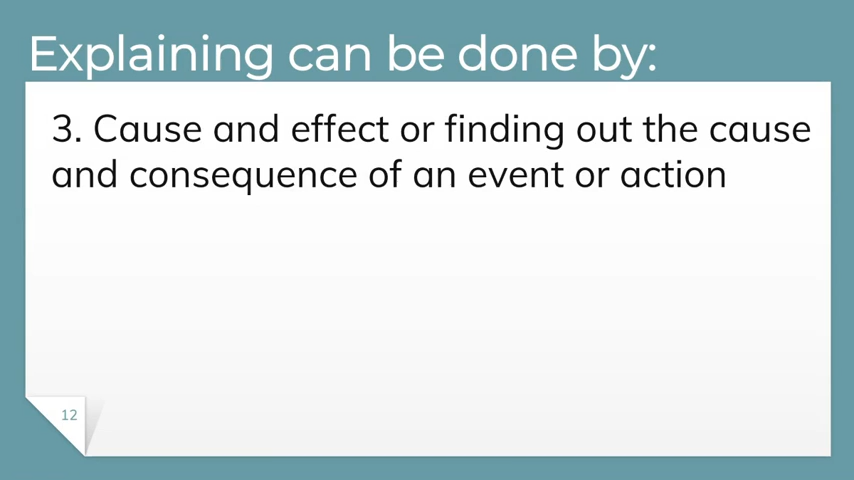 Explaining can be done by:
3. Cause and effect or finding out the cause
and consequence of an event or action
12